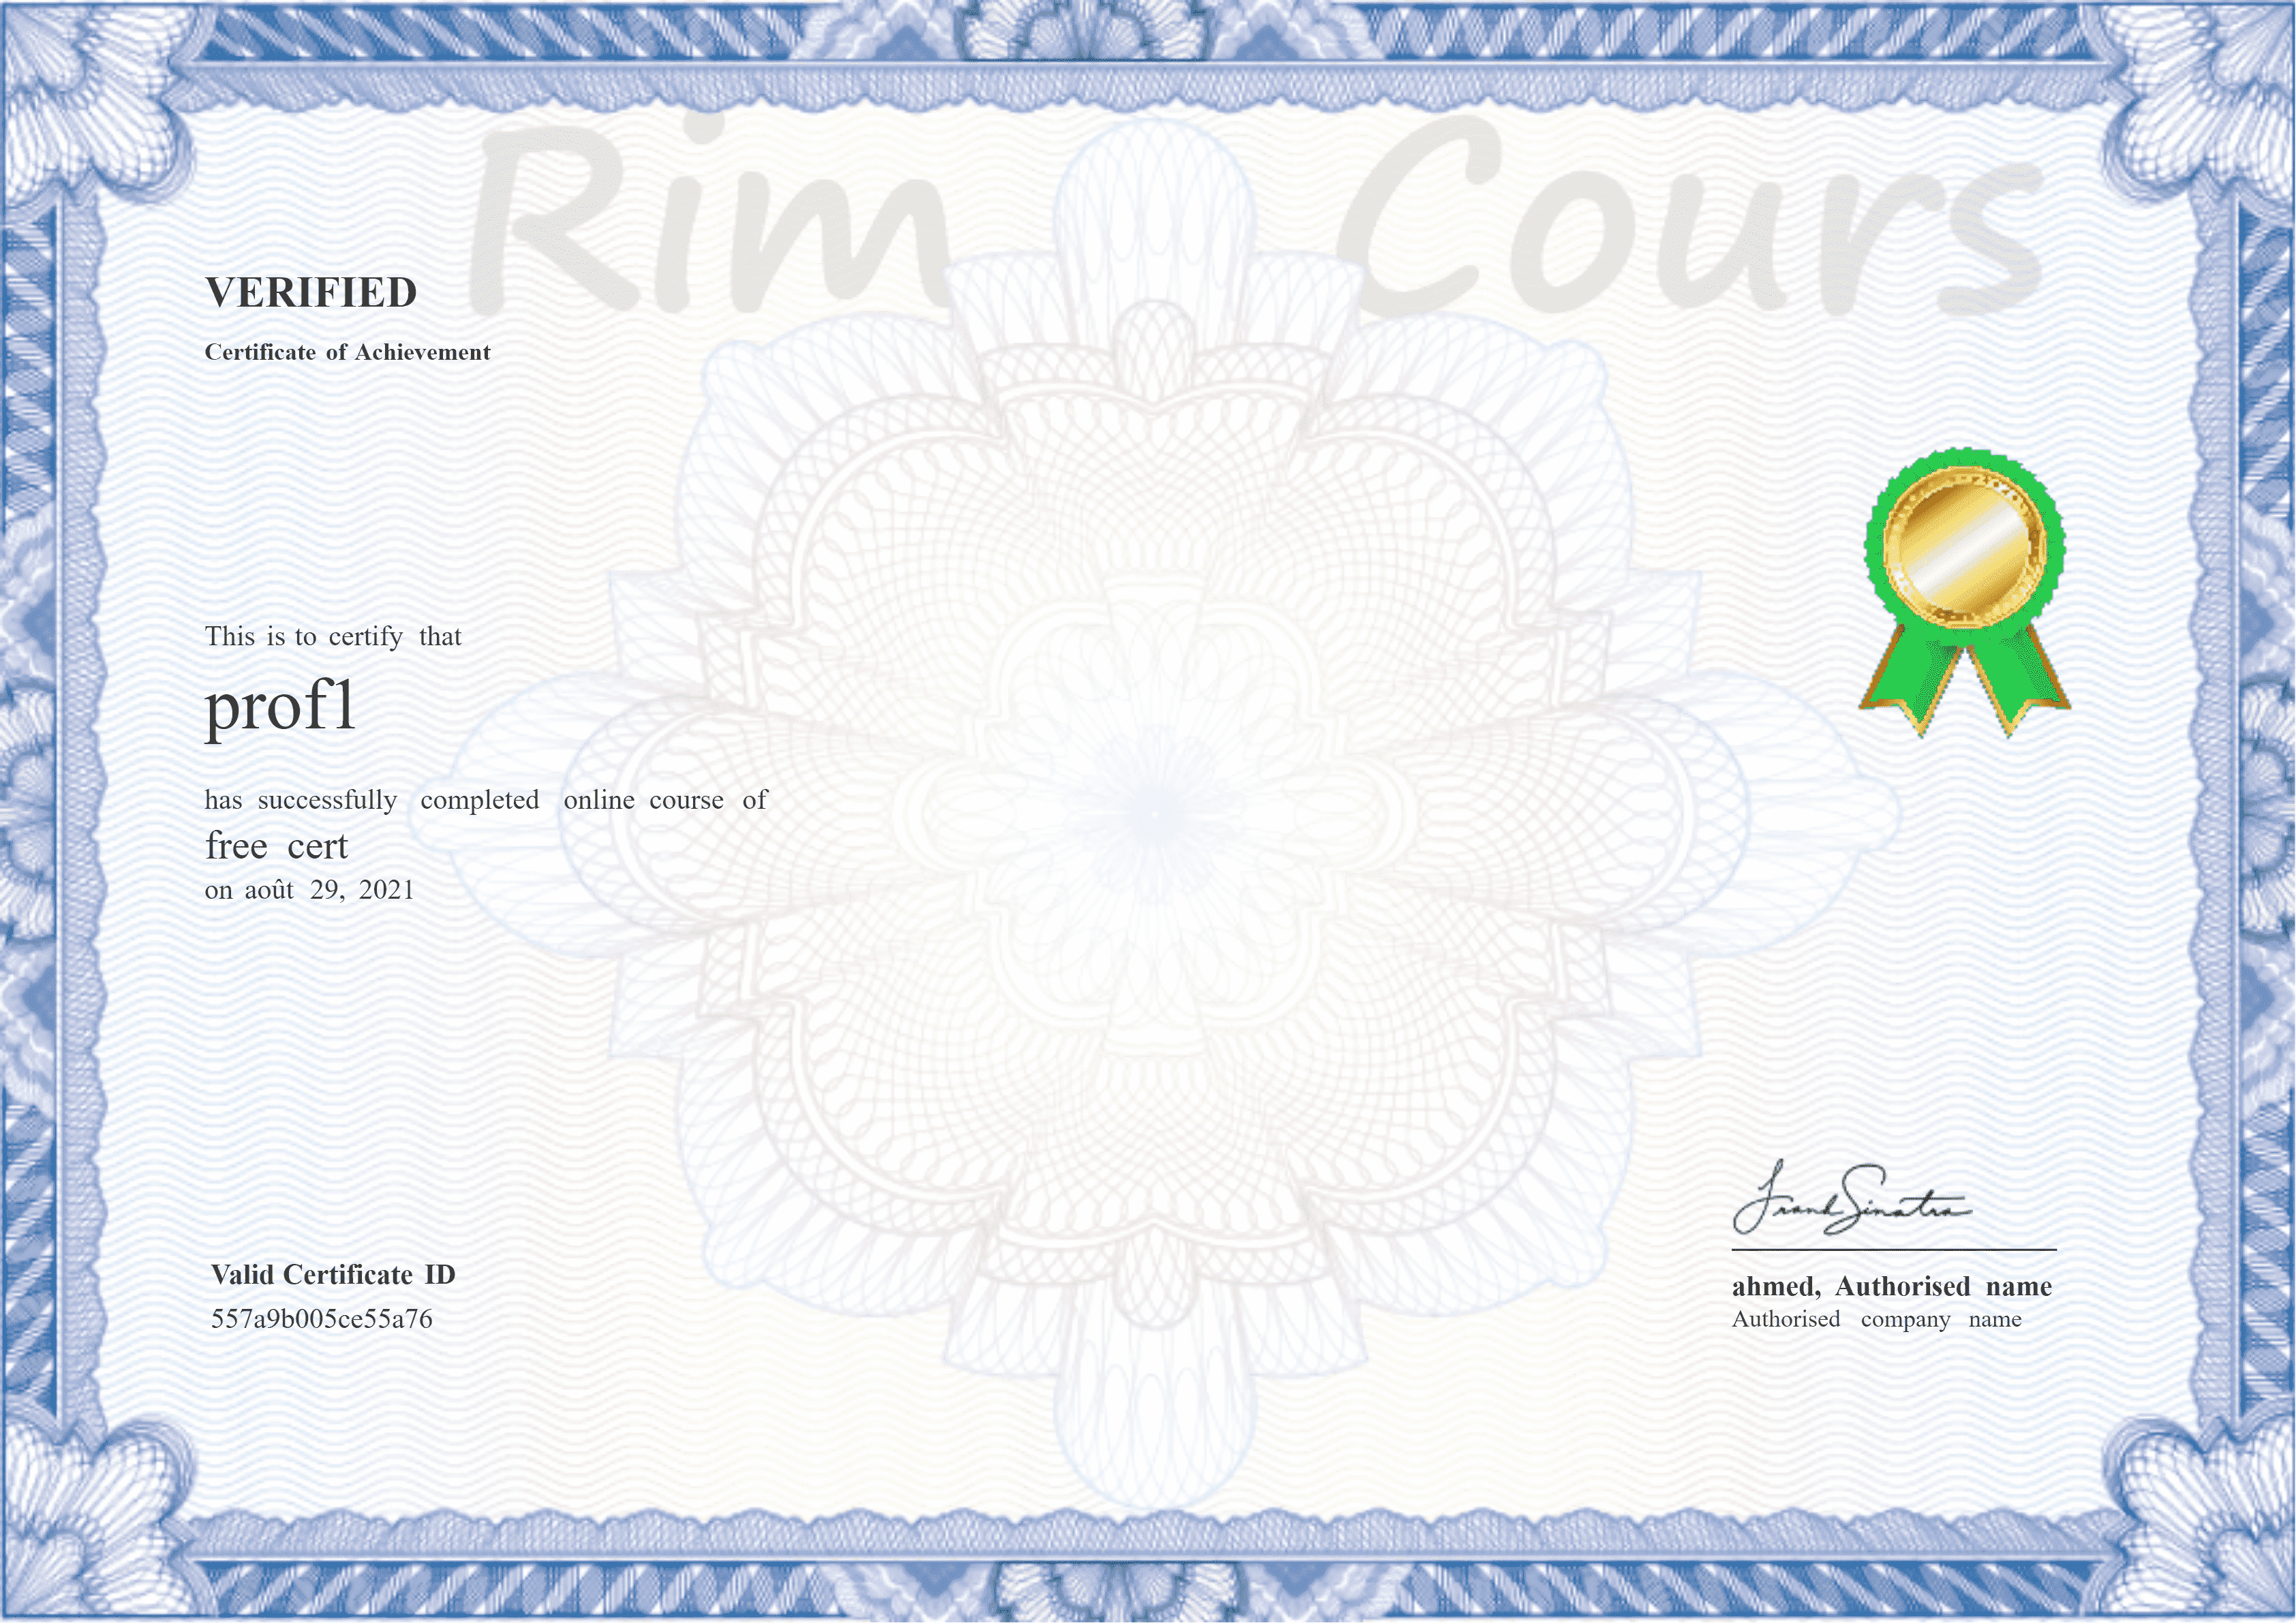 Rim Cours
VERIFIED
Certificate of Achievement
This is to certify that
prof1
has successfully completed online course of
free cert
on août 29, 2021
Frank Sinatra
Valid Certificate ID
557a9b005ce55a76
ahmed, Authorised name
Authorised company name